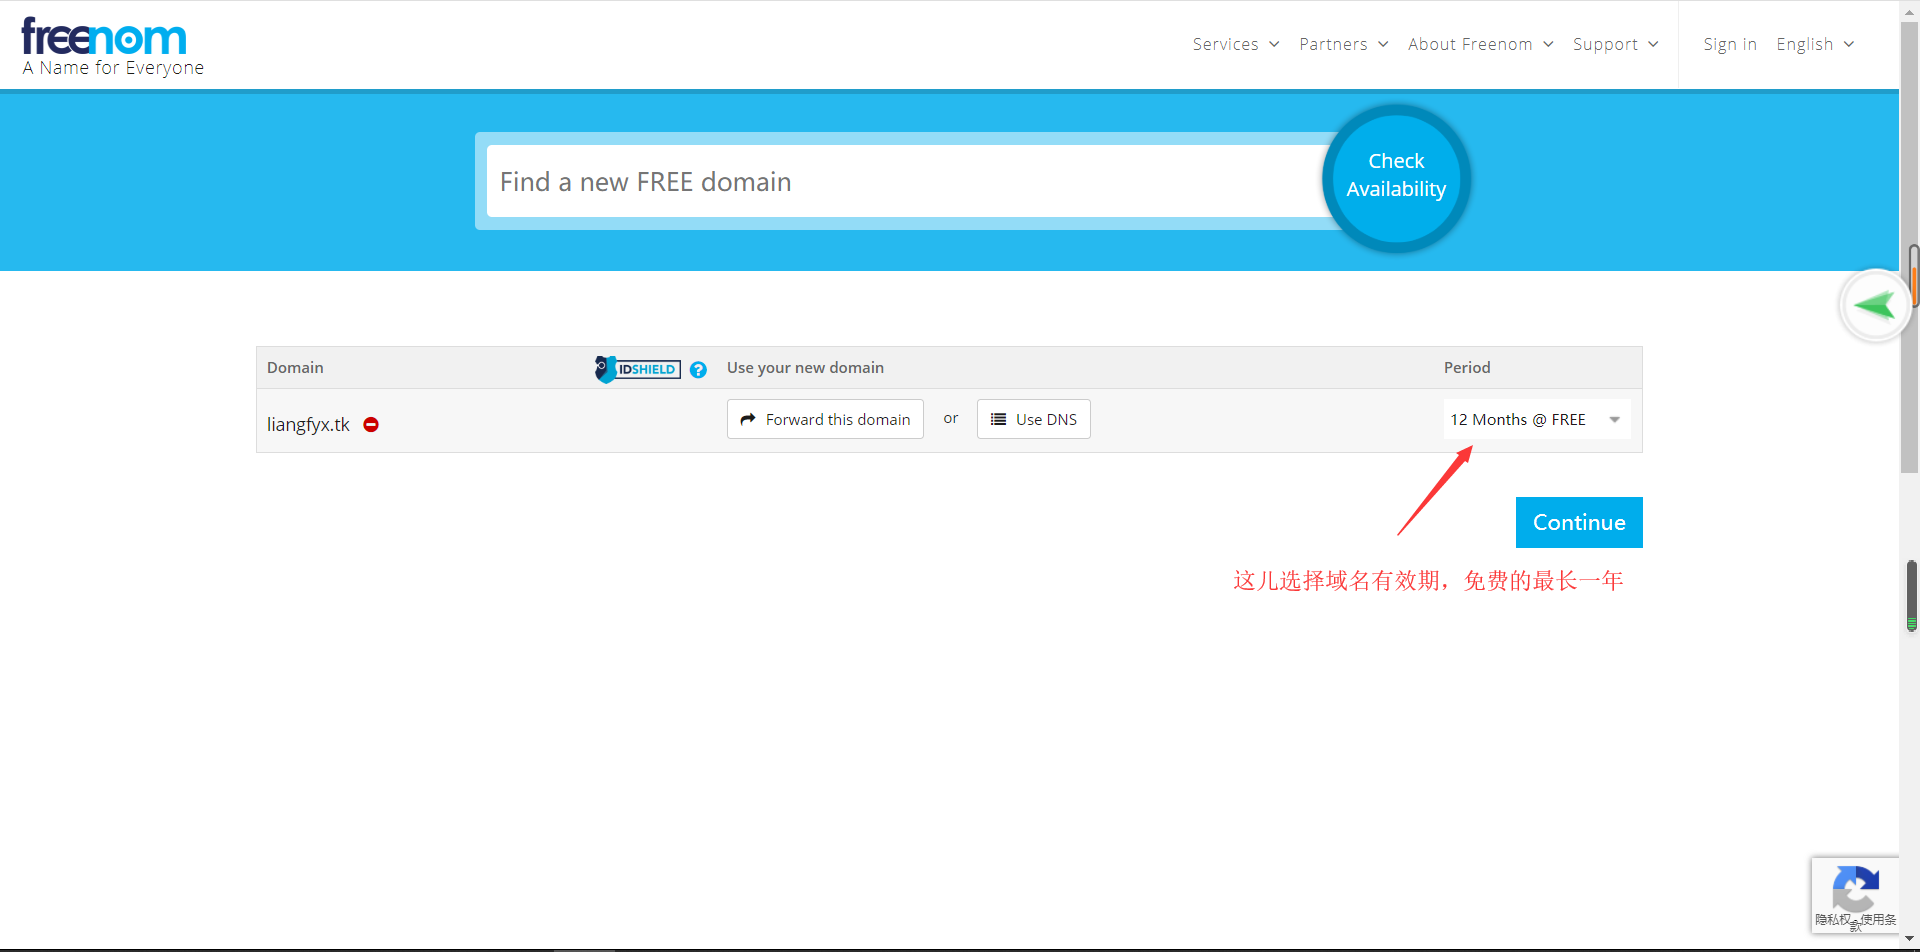 freenom
A Name for Everyone
Services Partners About Freenom Support Sign in English
Find a new FREE domain
Check
Availability
Domain IDSHIELD ? Use your new domain Period
liangfyx.tk Forward this domain or Use DNS 12 Months @ FREE
Continue
这儿选择域名有效期，免费的最长一年
隐私权 - 使用条
款